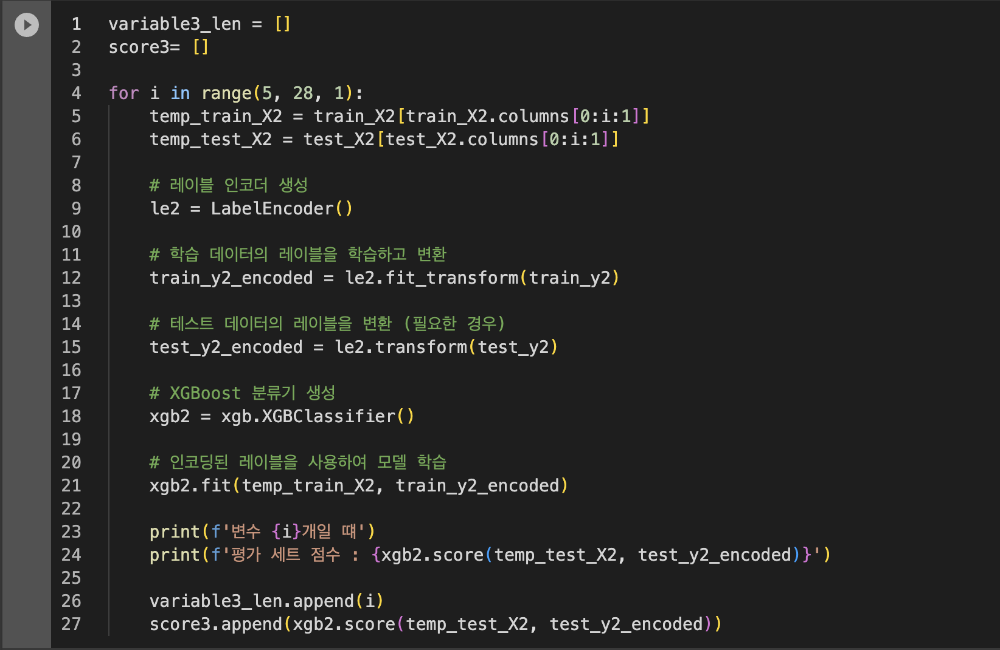 1 variable3_len = []
2 score3= []
3
4 for i in range(5, 28, 1):
5 temp_train_X2 = train_X2[train_X2.columns[0:i:1]]
6 temp_test_X2 = test_X2[test_X2.columns[0:i:1]]
7
8 # 레이블 인코더 생성
9 le2 = LabelEncoder()
10
11 # 학습 데이터의 레이블을 학습하고 변환
12 train_y2_encoded = le2.fit_transform(train_y2)
13
14 # 테스트 데이터의 레이블을 변환 (필요한 경우)
15 test_y2_encoded = le2.transform(test_y2)
16
17 # XGBoost 분류기 생성
18 xgb2 = xgb.XGBClassifier()
19
20 # 인코딩된 레이블을 사용하여 모델 학습
21 xgb2.fit(temp_train_X2, train_y2_encoded)
22
23 print(f'변수 {i}개일 떄')
24 print(f'평가 세트 점수 : {xgb2.score(temp_test_X2, test_y2_encoded)}')
25
26 variable3_len.append(i)
27 score3.append(xgb2.score(temp_test_X2, test_y2_encoded))